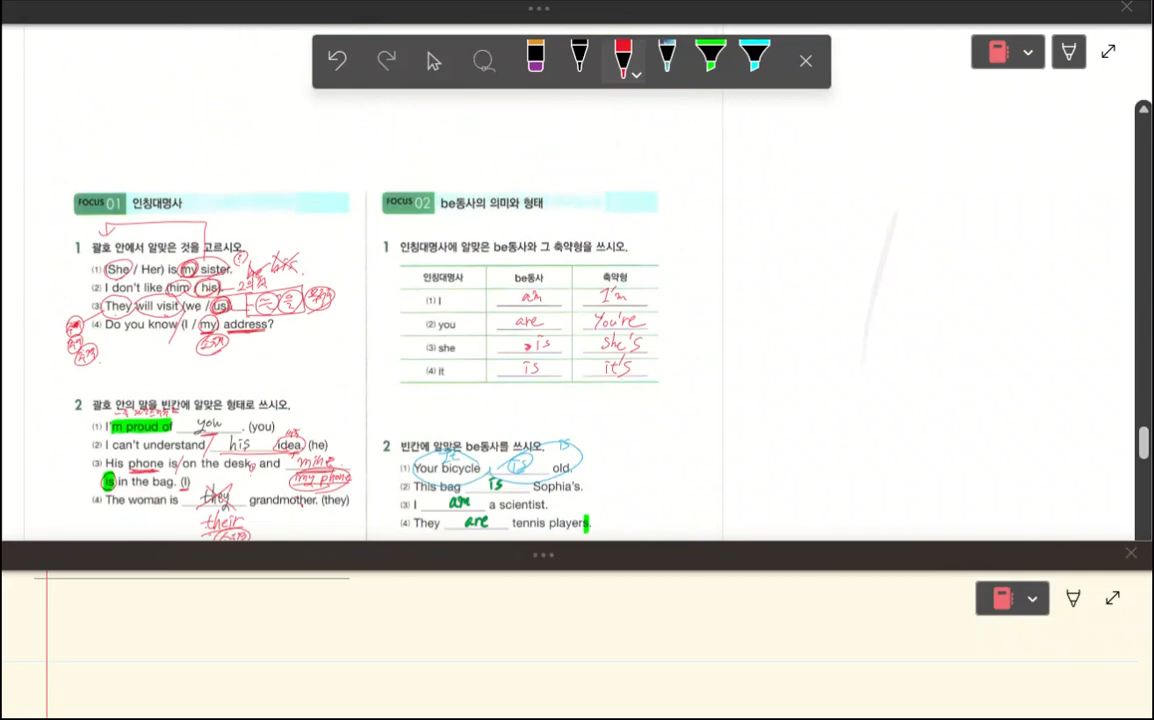 FOCUS 01 인칭대명사
1 괄호 안에서 알맞은 것을 고르시오.
(1) (She / Her) is my sister.
(2) I don't like (him / his).
(3) They will visit (we / us).
(4) Do you know (I / my) address?
소유격
2 괄호 안의 말을 빈칸에 알맞은 형태로 쓰시오.
(1) I'm proud of you. (you)
(2) I can't understand his idea. (he)
(3) His phone is on the desk, and mine
my phone
is in the bag. (I)
(4) The woman is they grandmother. (they)
their
FOCUS 02 be동사의 의미와 형태
1 인칭대명사에 알맞은 be동사와 그 축약형을 쓰시오.
인칭대명사 be동사 축약형
(1) I am I'm
(2) you are You're
(3) she is she's
(4) it is it's
2 빈칸에 알맞은 be동사를 쓰시오.
is
(1) Your bicycle is old.
(2) This bag is Sophia's.
(3) I am a scientist.
(4) They are tennis players.